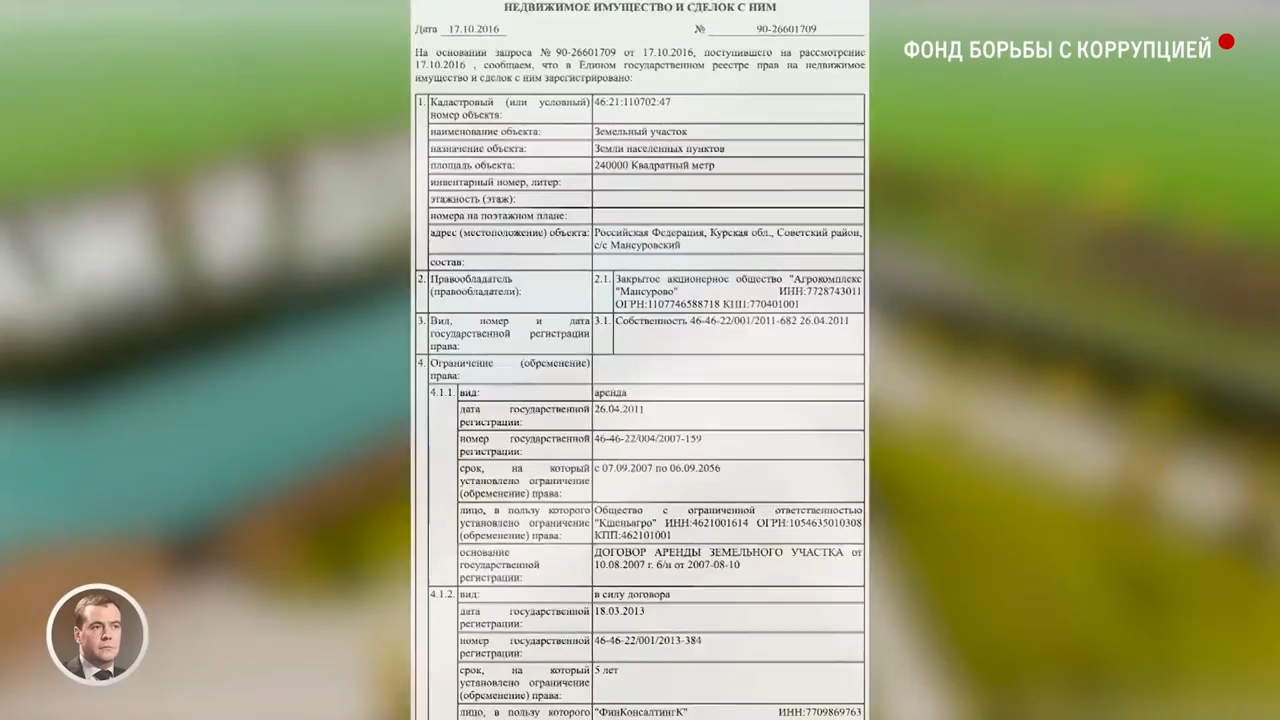 НЕДВИЖИМОЕ ИМУЩЕСТВО И СДЕЛОК С НИМ
ФОНД БОРЬБЫ С КОРРУПЦИЕЙ
Дата 17.10.2016 № 90-26601709
На основании запроса № 90-26601709 от 17.10.2016, поступившего на рассмотрение
17.10.2016 , сообщаем, что в Едином государственном реестре прав на недвижимое
имущество и сделок с ним зарегистрировано:
1. Кадастровый (или условный) 46:21:110702:47
номер объекта:
наименование объекта: Земельный участок
назначение объекта: Земли населенных пунктов
площадь объекта: 240000 Квадратный метр
инвентарный номер, литер:
этажность (этаж):
номера на поэтажном плане:
адрес (местоположение) объекта: Российская Федерация, Курская обл., Советский район,
с/с Мансуровский
состав:
2. Правообладатель 2.1. Закрытое акционерное общество "Агрокомплекс
(правообладатели): "Мансурово" ИНН:7728743011
ОГРН:1107746588718 КПП:770401001
3. Вид, номер и дата 3.1. Собственность 46-46-22/001/2011-682 26.04.2011
государственной регистрации
права:
4. Ограничение (обременение)
права:
4.1.1. вид: аренда
дата государственной 26.04.2011
регистрации:
номер государственной 46-46-22/004/2007-159
регистрации:
срок, на который с 07.09.2007 по 06.09.2056
установлено ограничение
(обременение) права:
лицо, в пользу которого Общество с ограниченной ответственностью
установлено ограничение "Кшеньагро" ИНН:4621001614 ОГРН:1054635010308
(обременение) права: КПП:462101001
основание ДОГОВОР АРЕНДЫ ЗЕМЕЛЬНОГО УЧАСТКА от
государственной 10.08.2007 г. б/н от 2007-08-10
регистрации:
4.1.2. вид: в силу договора
дата государственной 18.03.2013
регистрации:
номер государственной 46-46-22/001/2013-384
регистрации:
срок, на который 5 лет
установлено ограничение
(обременение) права:
лицо, в пользу которого "ФинКонсалтингК" ИНН:7709869763